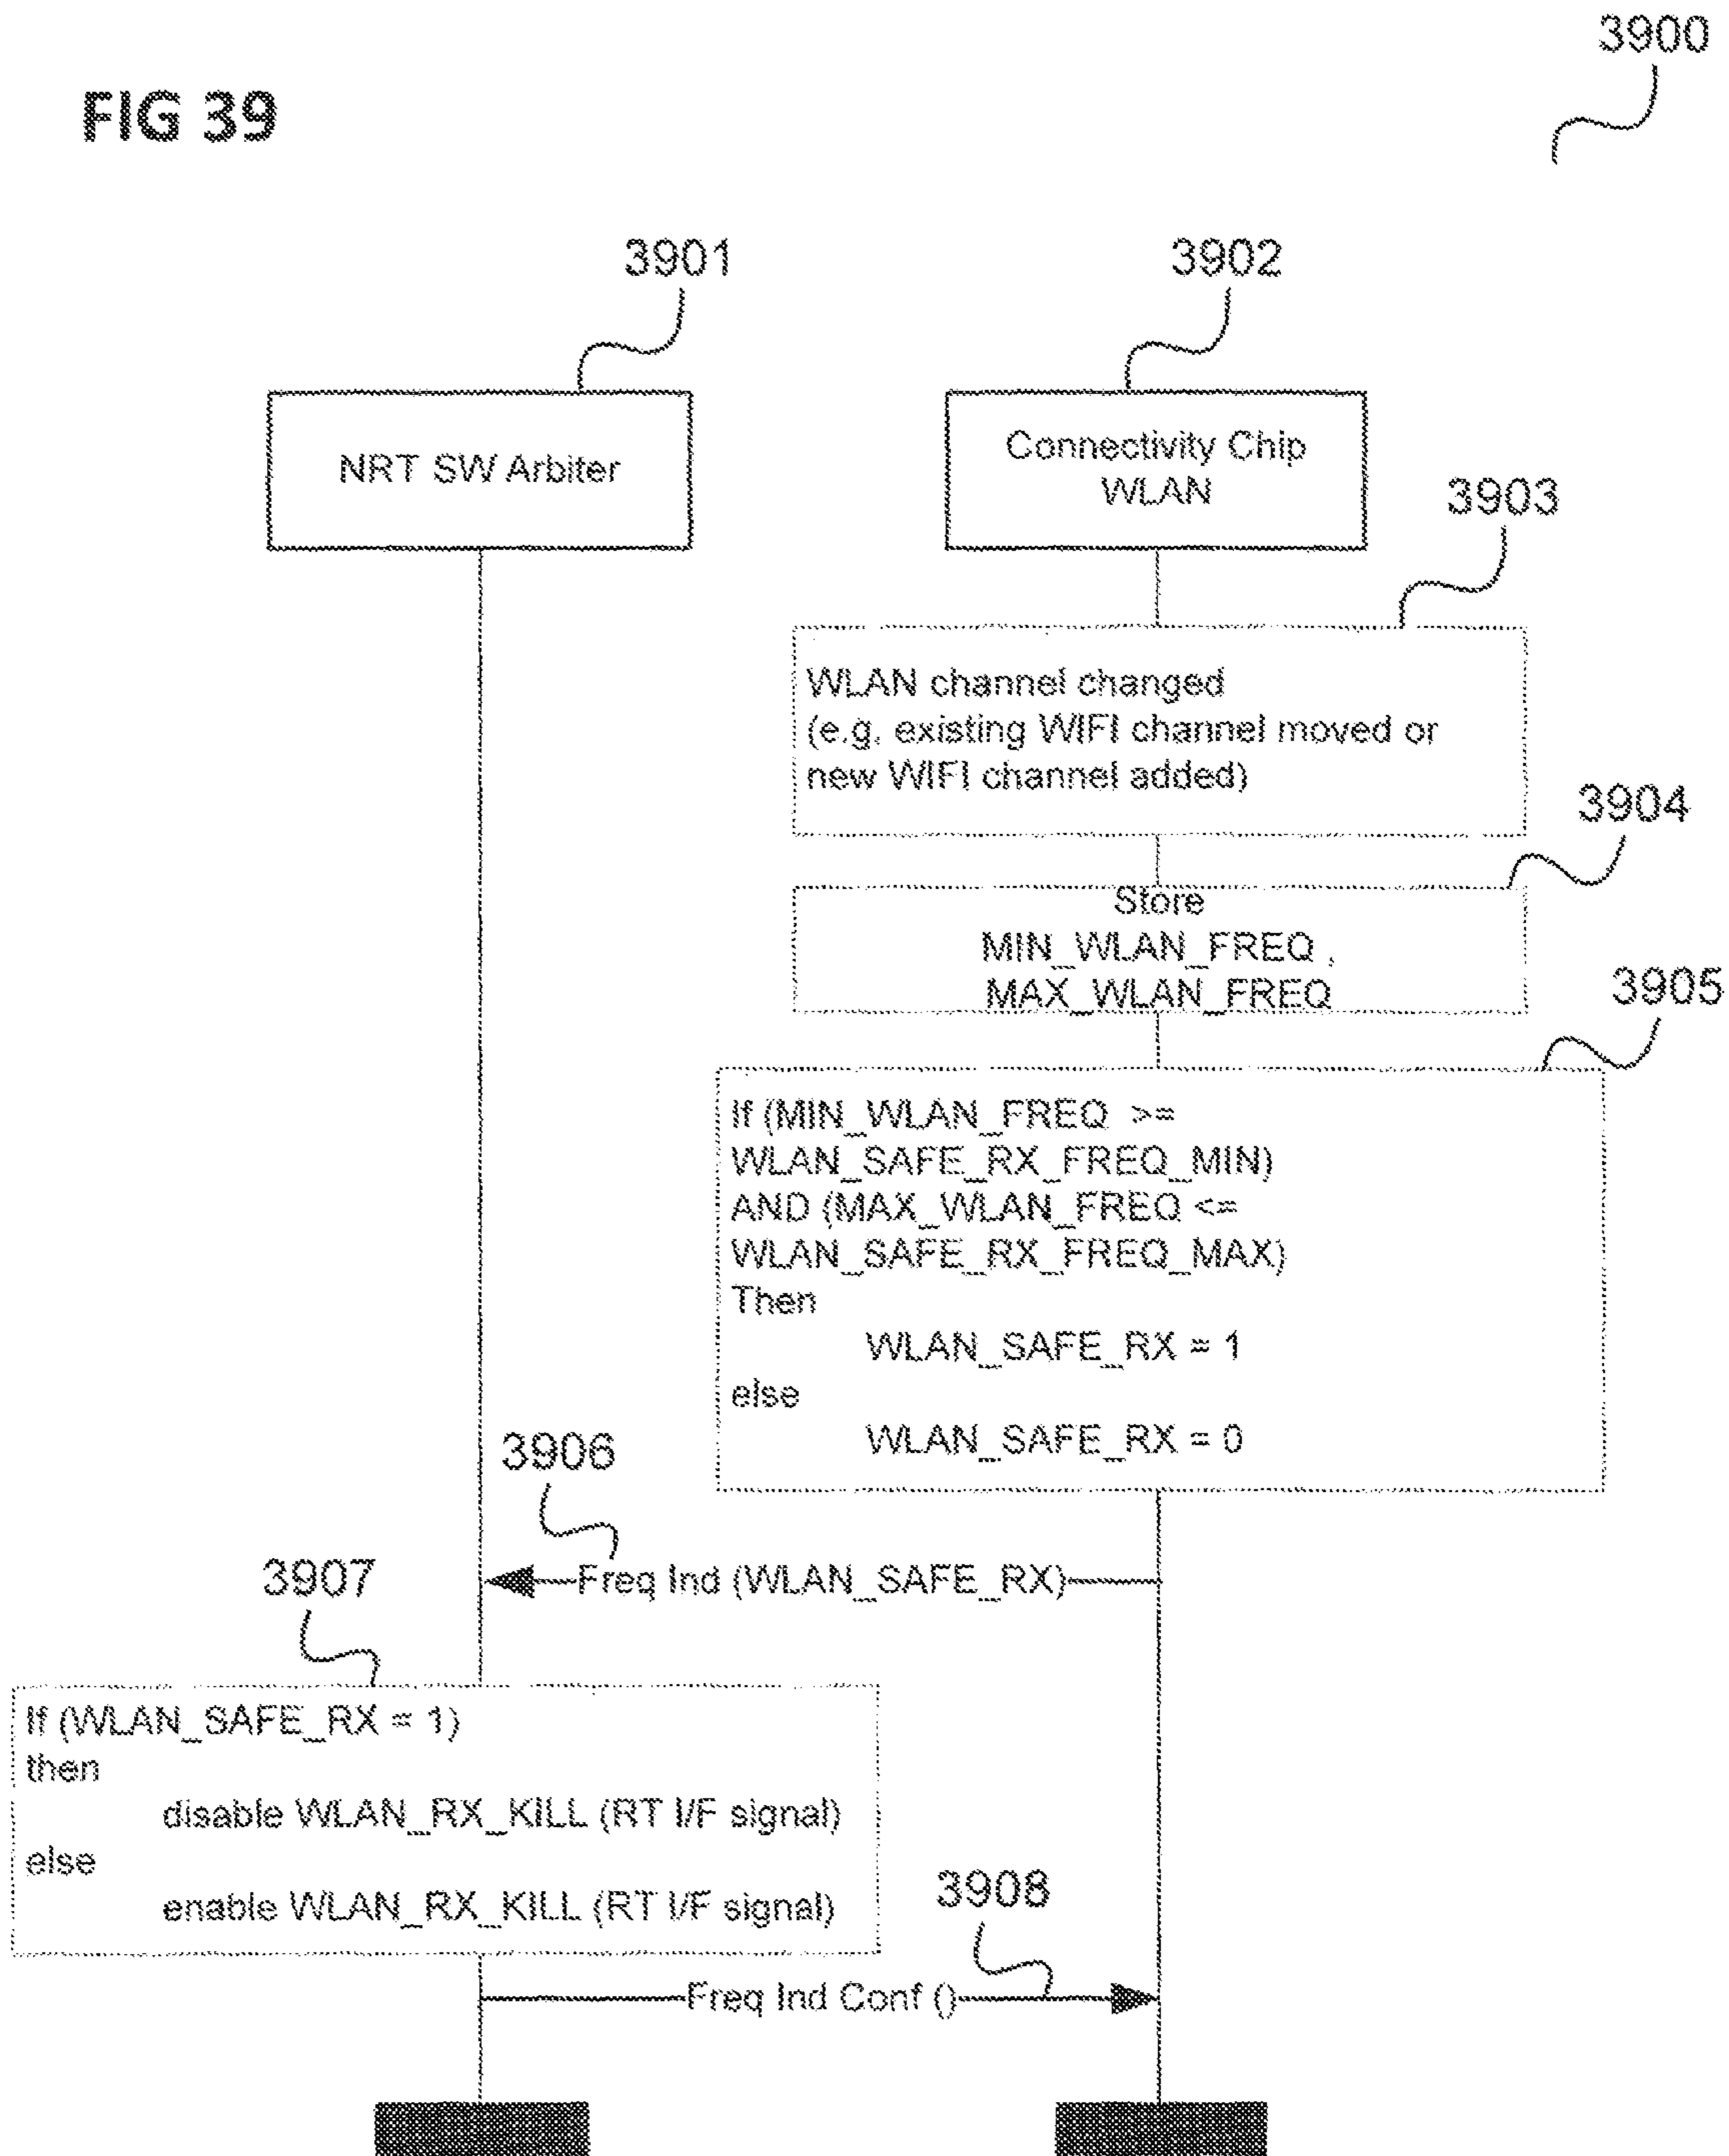 3900
FIG 39
3901
3902
NRT SW Arbiter
Connectivity Chip
WLAN
3903
WLAN channel changed
(e.g. existing WIFI channel moved or
new WIFI channel added)
3904
Store
MIN_WLAN_FREQ ,
MAX_WLAN_FREQ
3905
If (MIN_WLAN_FREQ >=
WLAN_SAFE_RX_FREQ_MIN)
AND (MAX_WLAN_FREQ <=
WLAN_SAFE_RX_FREQ_MAX)
Then
WLAN_SAFE_RX = 1
else
WLAN_SAFE_RX = 0
3906
Freq Ind (WLAN_SAFE_RX)
3907
If (WLAN_SAFE_RX = 1)
then
disable WLAN_RX_KILL (RT I/F signal)
else
enable WLAN_RX_KILL (RT I/F signal)
3908
Freq Ind Conf ()